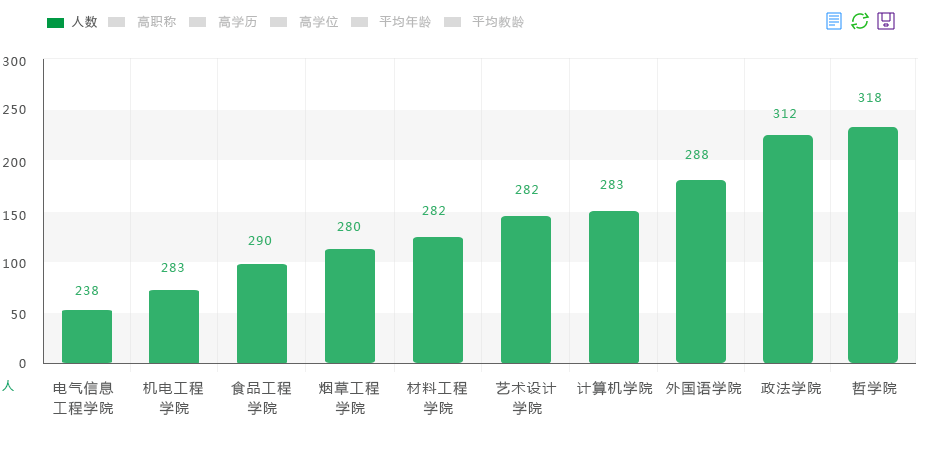 人数 高职称 高学历 高学位 平均年龄 平均教龄
300
250
200
150
100
50
0
人
238
283
290
280
282
282
283
288
312
318
电气信息
工程学院
机电工程
学院
食品工程
学院
烟草工程
学院
材料工程
学院
艺术设计
学院
计算机学院
外国语学院
政法学院
哲学院